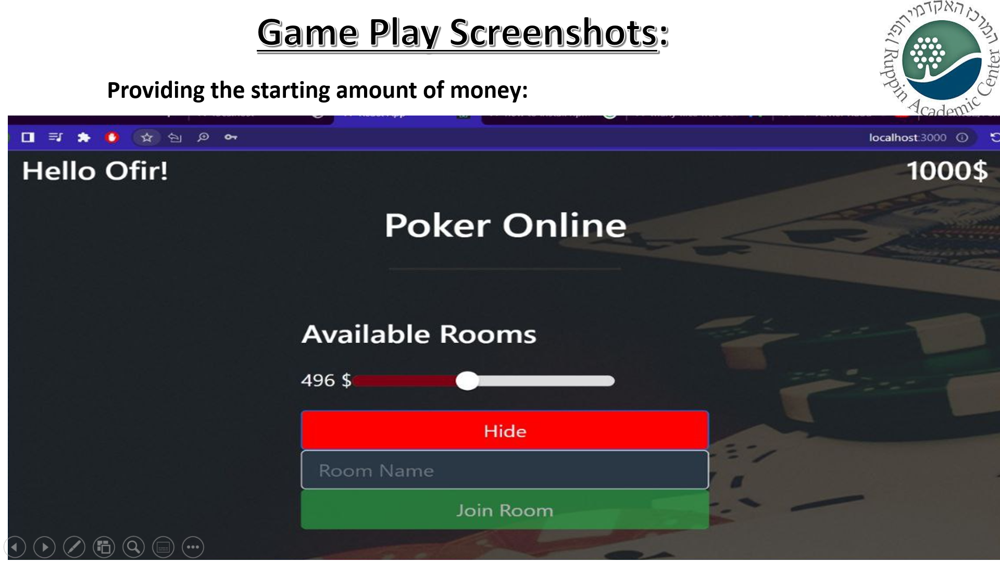 Game Play Screenshots:
המרכז האקדמי רופין
Ruppin Academic Center
Providing the starting amount of money:
localhost:3000
Hello Ofir!
1000$
Poker Online
Available Rooms
496 $
Hide
Room Name
Join Room